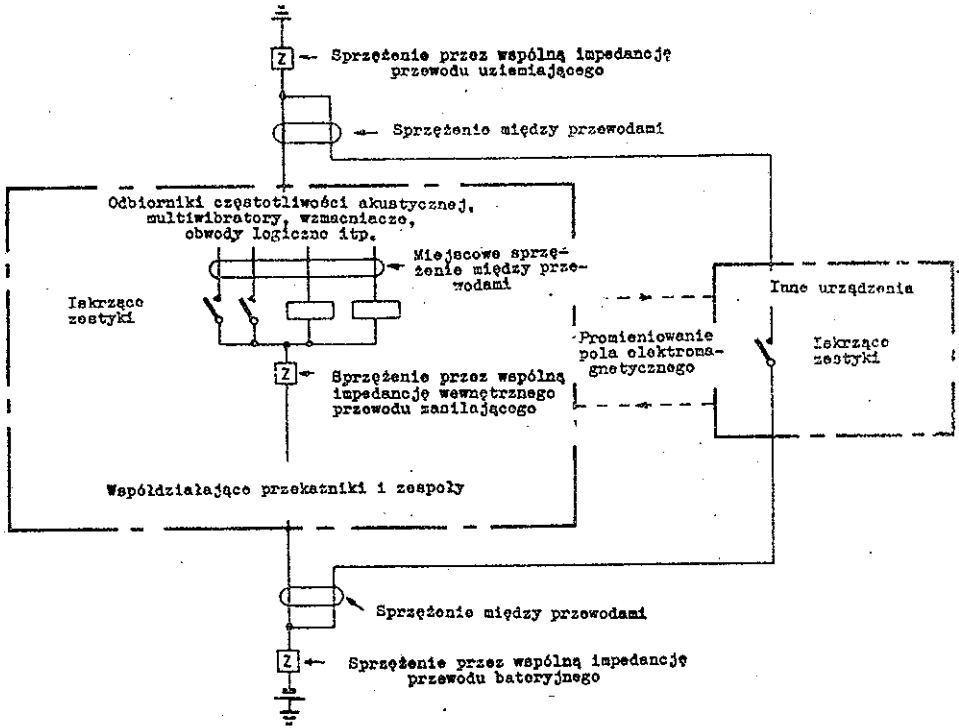 Z
Sprzężenie przez wspólną impedancję
przewodu uziemiającego
Sprzężenie między przewodami
Odbiorniki częstotliwości akustycznej,
multiwibratory, wzmacniacze,
obwody logiczne itp.
Miejscowe sprzę-
żenie między prze-
wodami
Iskrzące
zestyki
Inne urządzenia
Promieniowanie
pola elektroma-
gnetycznego
Iskrzące
zestyki
Z
Sprzężenie przez wspólną
impedancję wewnętrznego
przewodu zasilającego
Współdziałające przekaźniki i zespoły
Sprzężenie między przewodami
Z
Sprzężenie przez wspólną impedancję
przewodu bateryjnego